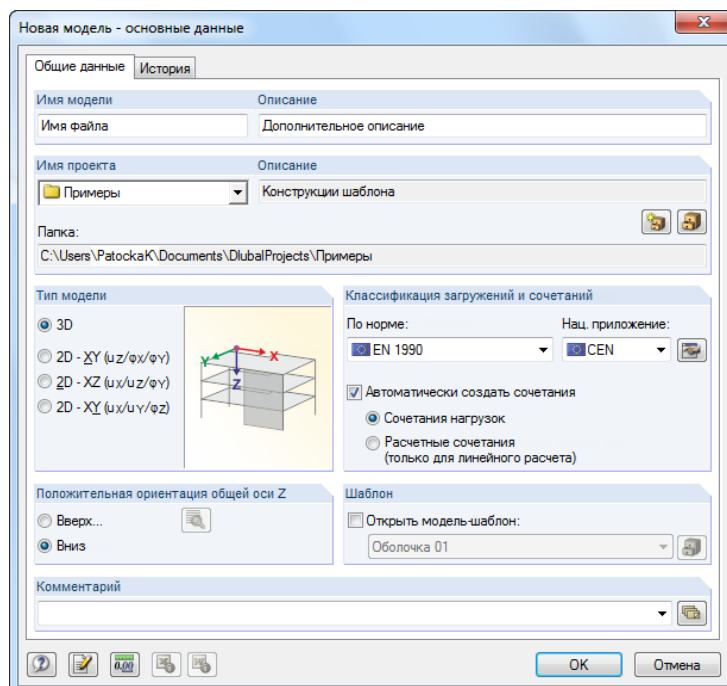 Новая модель - основные данные
Общие данные
История
Имя модели
Описание
Имя файла
Дополнительное описание
Имя проекта
Описание
Примеры
Конструкции шаблона
Папка:
C:\Users\PatockaK\Documents\DlubalProjects\Примеры
Тип модели
3D
2D - XY (uZ/φX/φY)
2D - XZ (uX/uZ/φY)
2D - XY (uX/uY/φZ)
Y
X
Z
Классификация загружений и сочетаний
По норме:
Нац. приложение:
EN 1990
CEN
Автоматически создать сочетания
Сочетания нагрузок
Расчетные сочетания
(только для линейного расчета)
Положительная ориентация общей оси Z
Вверх...
Вниз
Шаблон
Открыть модель-шаблон:
Оболочка 01
Комментарий
0,00
OK
Отмена